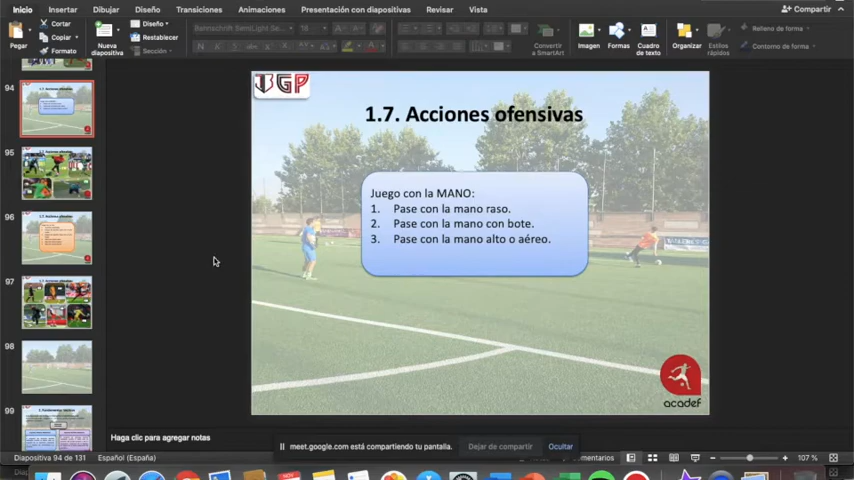 Inicio Insertar Dibujar Diseño Transiciones Animaciones Presentación con diapositivas Revisar Vista Compartir
Pegar
Cortar
Copiar
Formato
Nueva diapositiva
Diseño
Restablecer
Sección
Bahnschrift SemiLight
Convertir a SmartArt
Imagen
Formas
Cuadro de texto
Organizar
Estilos rápidos
Relleno de forma
Contorno de forma
94
95
96
97
98
99
BGP
1.7. Acciones ofensivas
Juego con la MANO:
1. Pase con la mano raso.
2. Pase con la mano con bote.
3. Pase con la mano alto o aéreo.
acadef
Haga clic para agregar notas
meet.google.com está compartiendo tu pantalla.
Dejar de compartir
Ocultar
Diapositiva 94 de 131
Español (España)
107 %